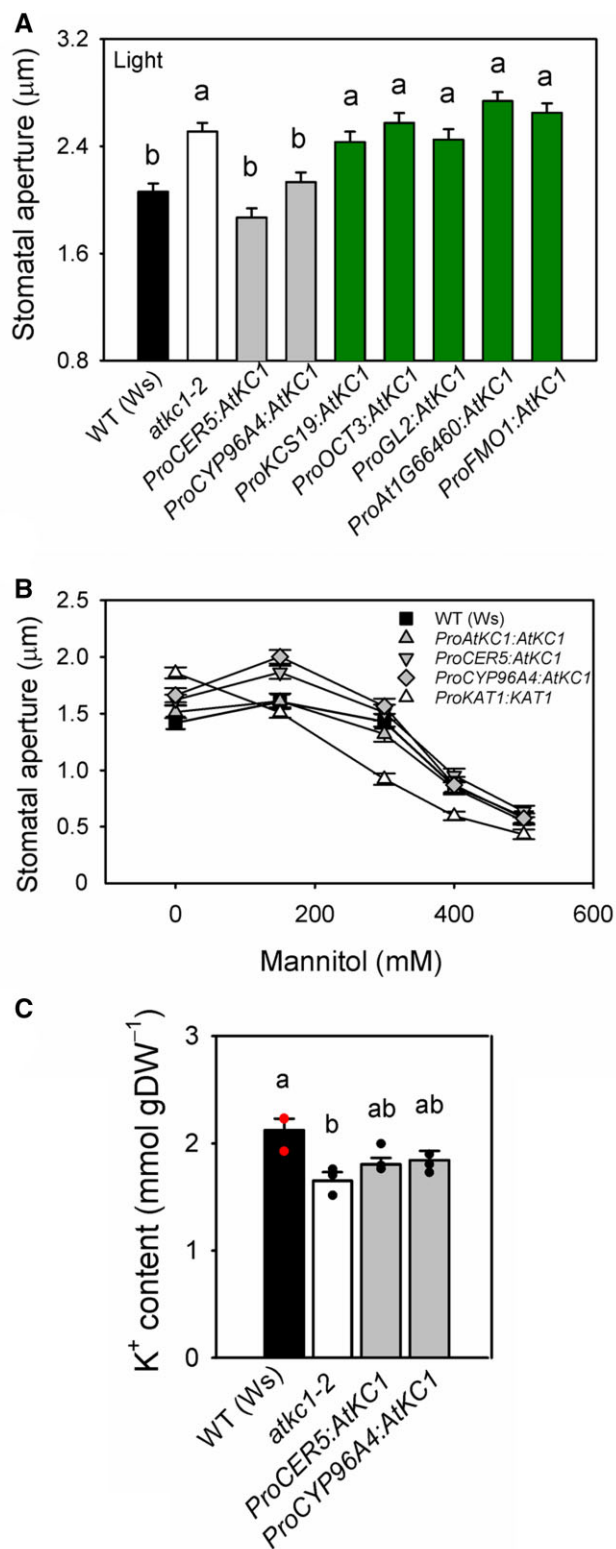 A
Stomatal aperture (μm)
3.2
2.4
1.6
0.8
Light
b
a
b
b
a
a
a
a
a
WT (Ws)
atkc1-2
ProCER5:AtKC1
ProCYP96A4:AtKC1
ProKCS19:AtKC1
ProOCT3:AtKC1
ProGL2:AtKC1
ProAt1G66460:AtKC1
ProFMO1:AtKC1
B
Stomatal aperture (μm)
2.5
2.0
1.5
1.0
0.5
0
WT (Ws)
ProAtKC1:AtKC1
ProCER5:AtKC1
ProCYP96A4:AtKC1
ProKAT1:KAT1
0
200
400
600
Mannitol (mM)
C
K⁺ content (mmol gDW⁻¹)
3
2
1
0
a
b
ab
ab
WT (Ws)
atkc1-2
ProCER5:AtKC1
ProCYP96A4:AtKC1